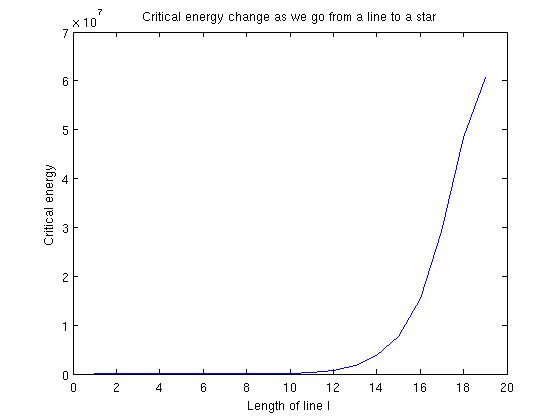 Critical energy change as we go from a line to a star
× 10^7
7
6
5
4
3
2
1
0
Critical energy
0 2 4 6 8 10 12 14 16 18 20
Length of line l